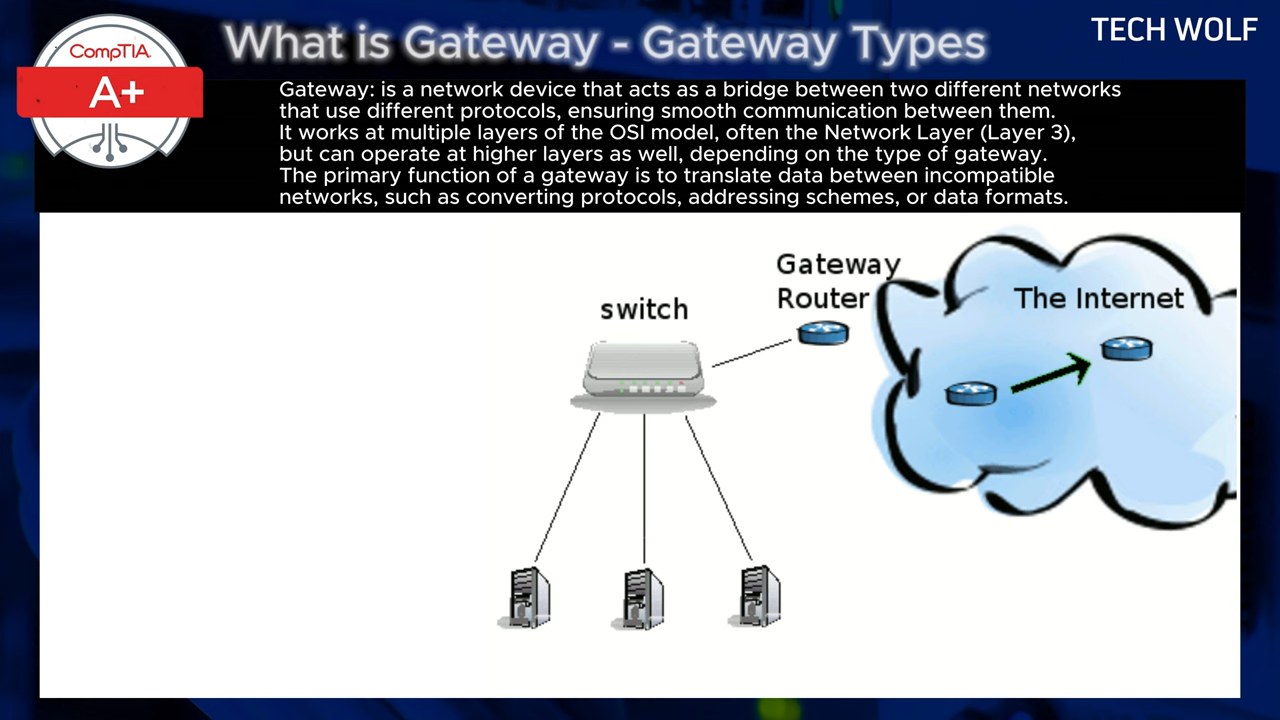 CompTIA.
A+
What is Gateway - Gateway Types
TECH WOLF
Gateway: is a network device that acts as a bridge between two different networks
that use different protocols, ensuring smooth communication between them.
It works at multiple layers of the OSI model, often the Network Layer (Layer 3),
but can operate at higher layers as well, depending on the type of gateway.
The primary function of a gateway is to translate data between incompatible
networks, such as converting protocols, addressing schemes, or data formats.
switch
Gateway
Router
The Internet